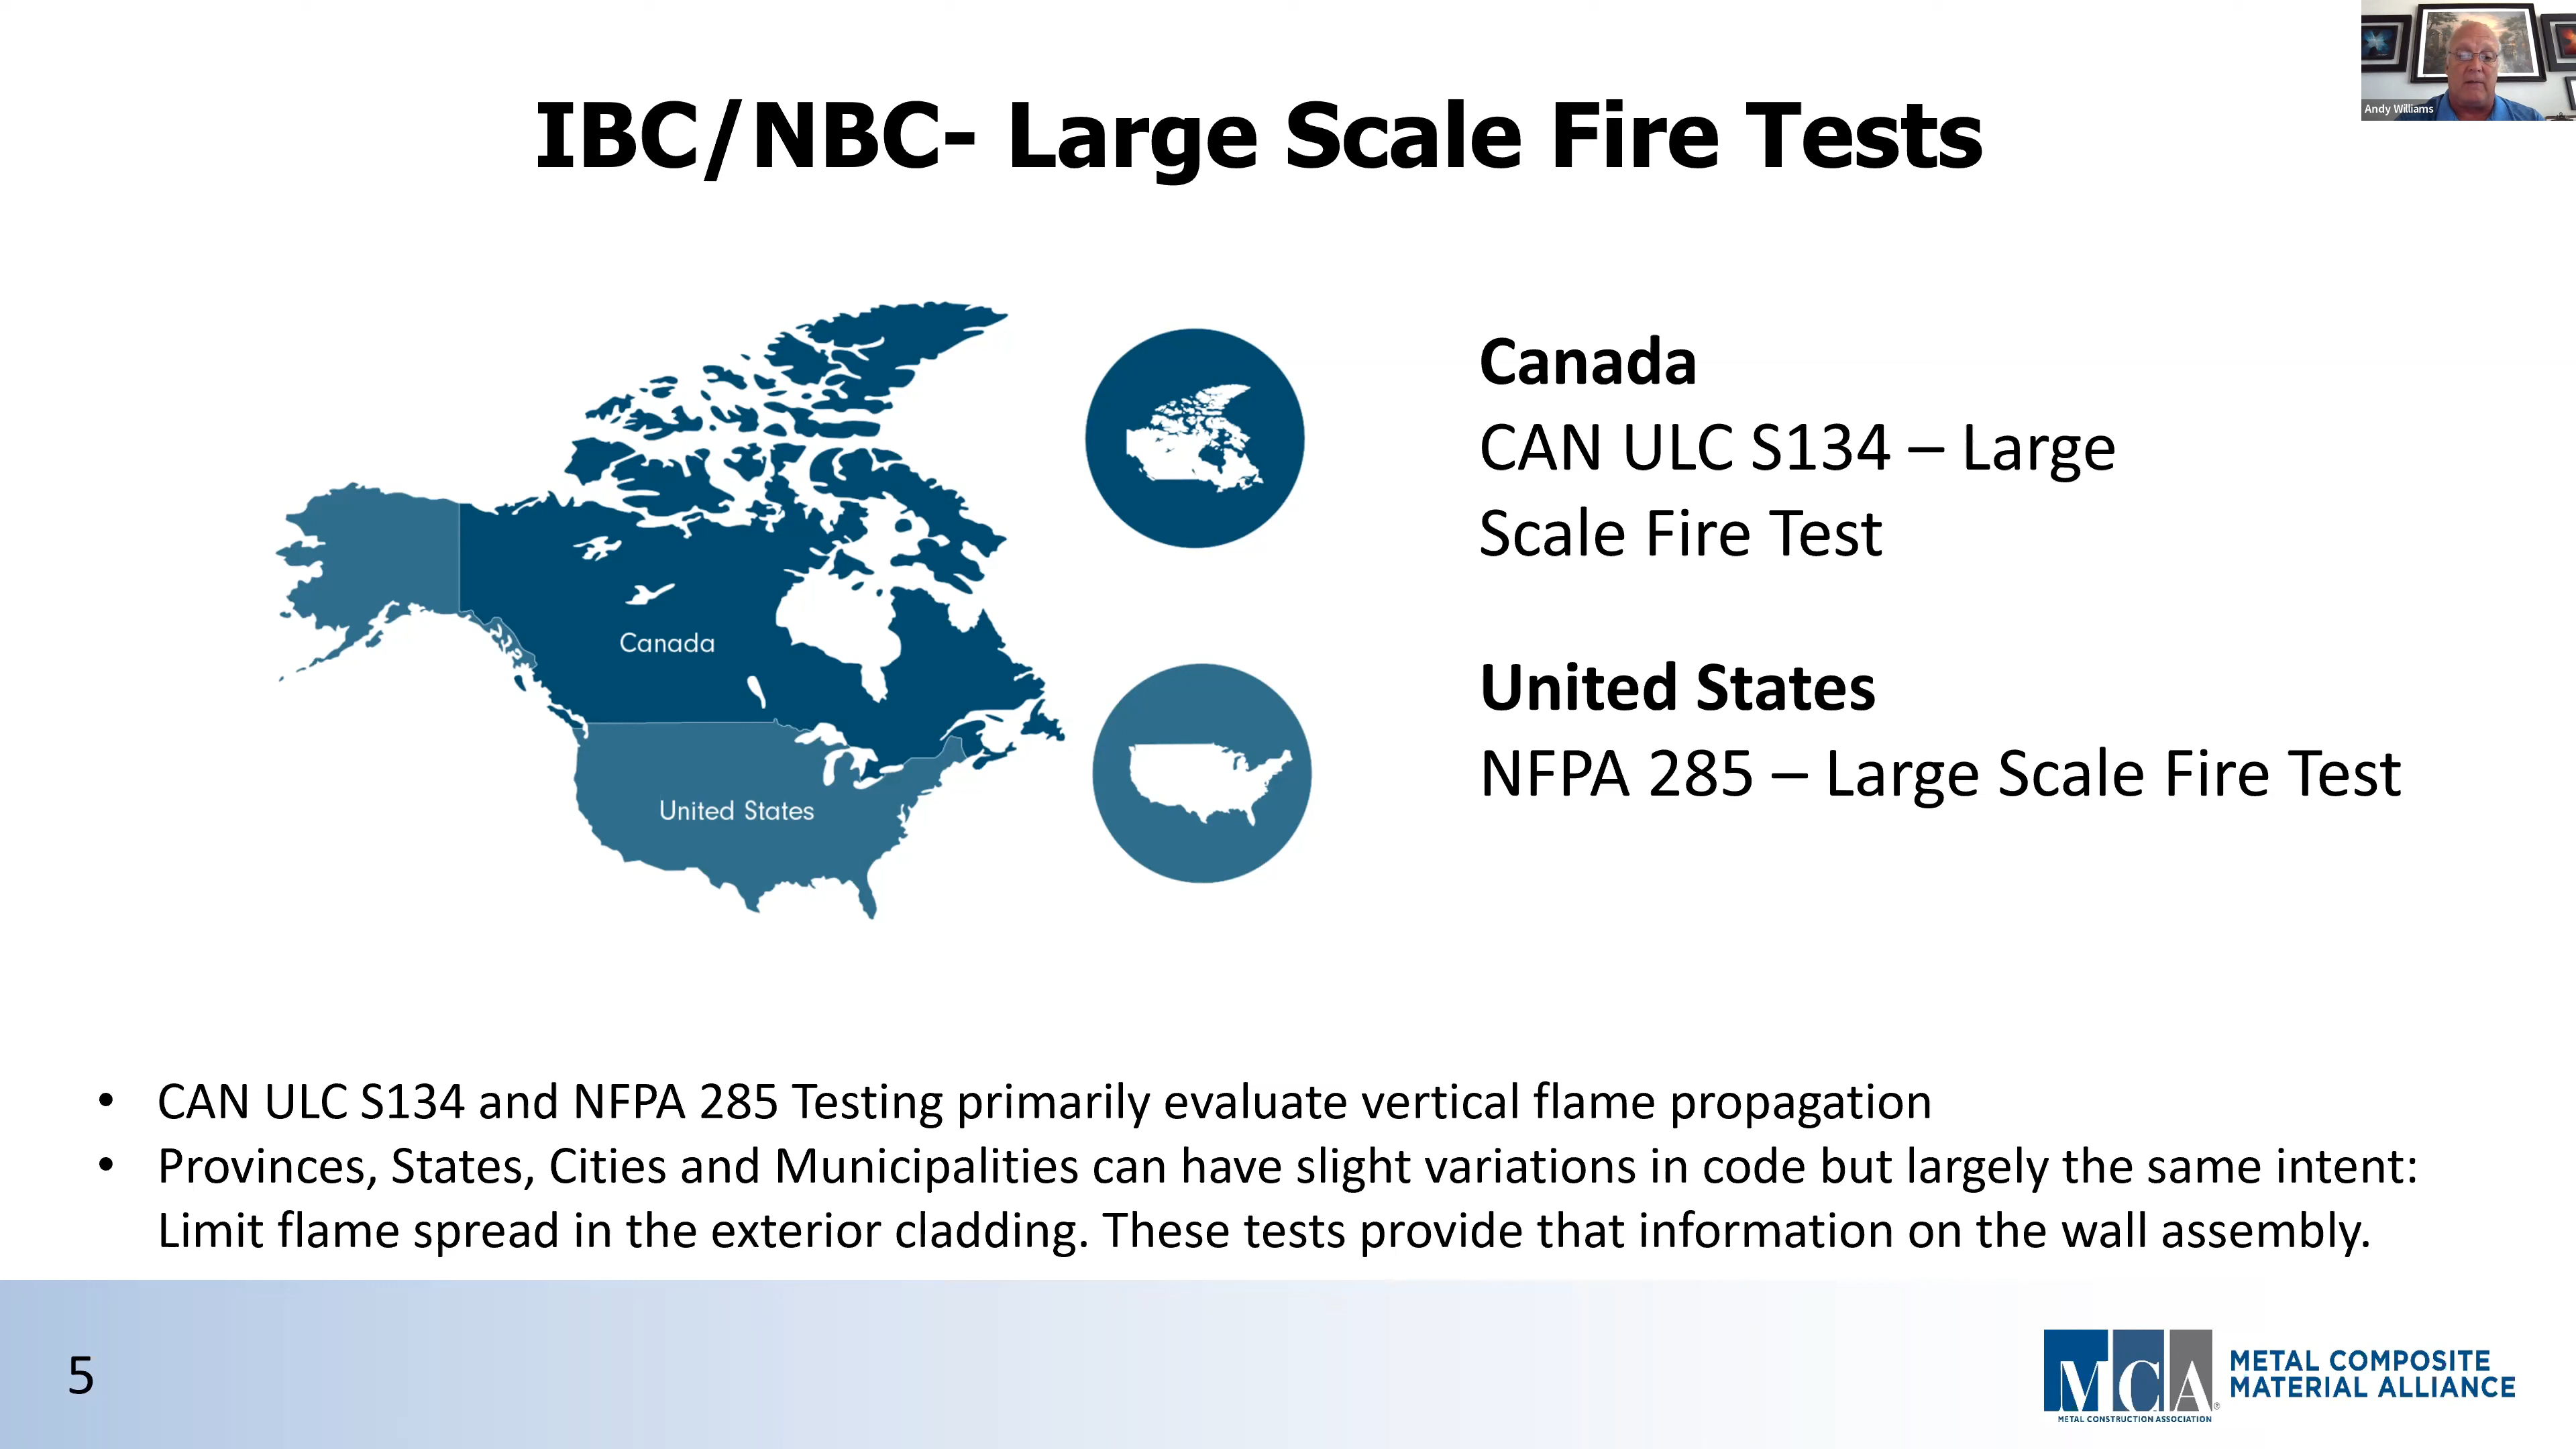 Andy Williams
IBC/NBC- Large Scale Fire Tests
Canada
United States
Canada
CAN ULC S134 – Large
Scale Fire Test
United States
NFPA 285 – Large Scale Fire Test
• CAN ULC S134 and NFPA 285 Testing primarily evaluate vertical flame propagation
• Provinces, States, Cities and Municipalities can have slight variations in code but largely the same intent:
Limit flame spread in the exterior cladding. These tests provide that information on the wall assembly.
5
MCA®
METAL CONSTRUCTION ASSOCIATION
METAL COMPOSITE
MATERIAL ALLIANCE